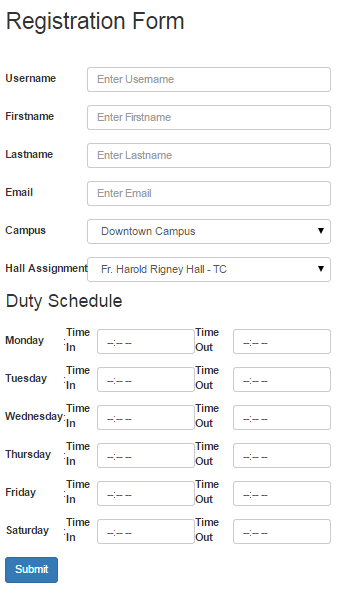 Registration Form
Username Enter Username
Firstname Enter Firstname
Lastname Enter Lastname
Email Enter Email
Campus Downtown Campus
Hall Assignment Fr. Harold Rigney Hall - TC
Duty Schedule
Monday : Time In --:-- -- Time Out --:-- --
Tuesday : Time In --:-- -- Time Out --:-- --
Wednesday: Time In --:-- -- Time Out --:-- --
Thursday : Time In --:-- -- Time Out --:-- --
Friday : Time In --:-- -- Time Out --:-- --
Saturday : Time In --:-- -- Time Out --:-- --
Submit